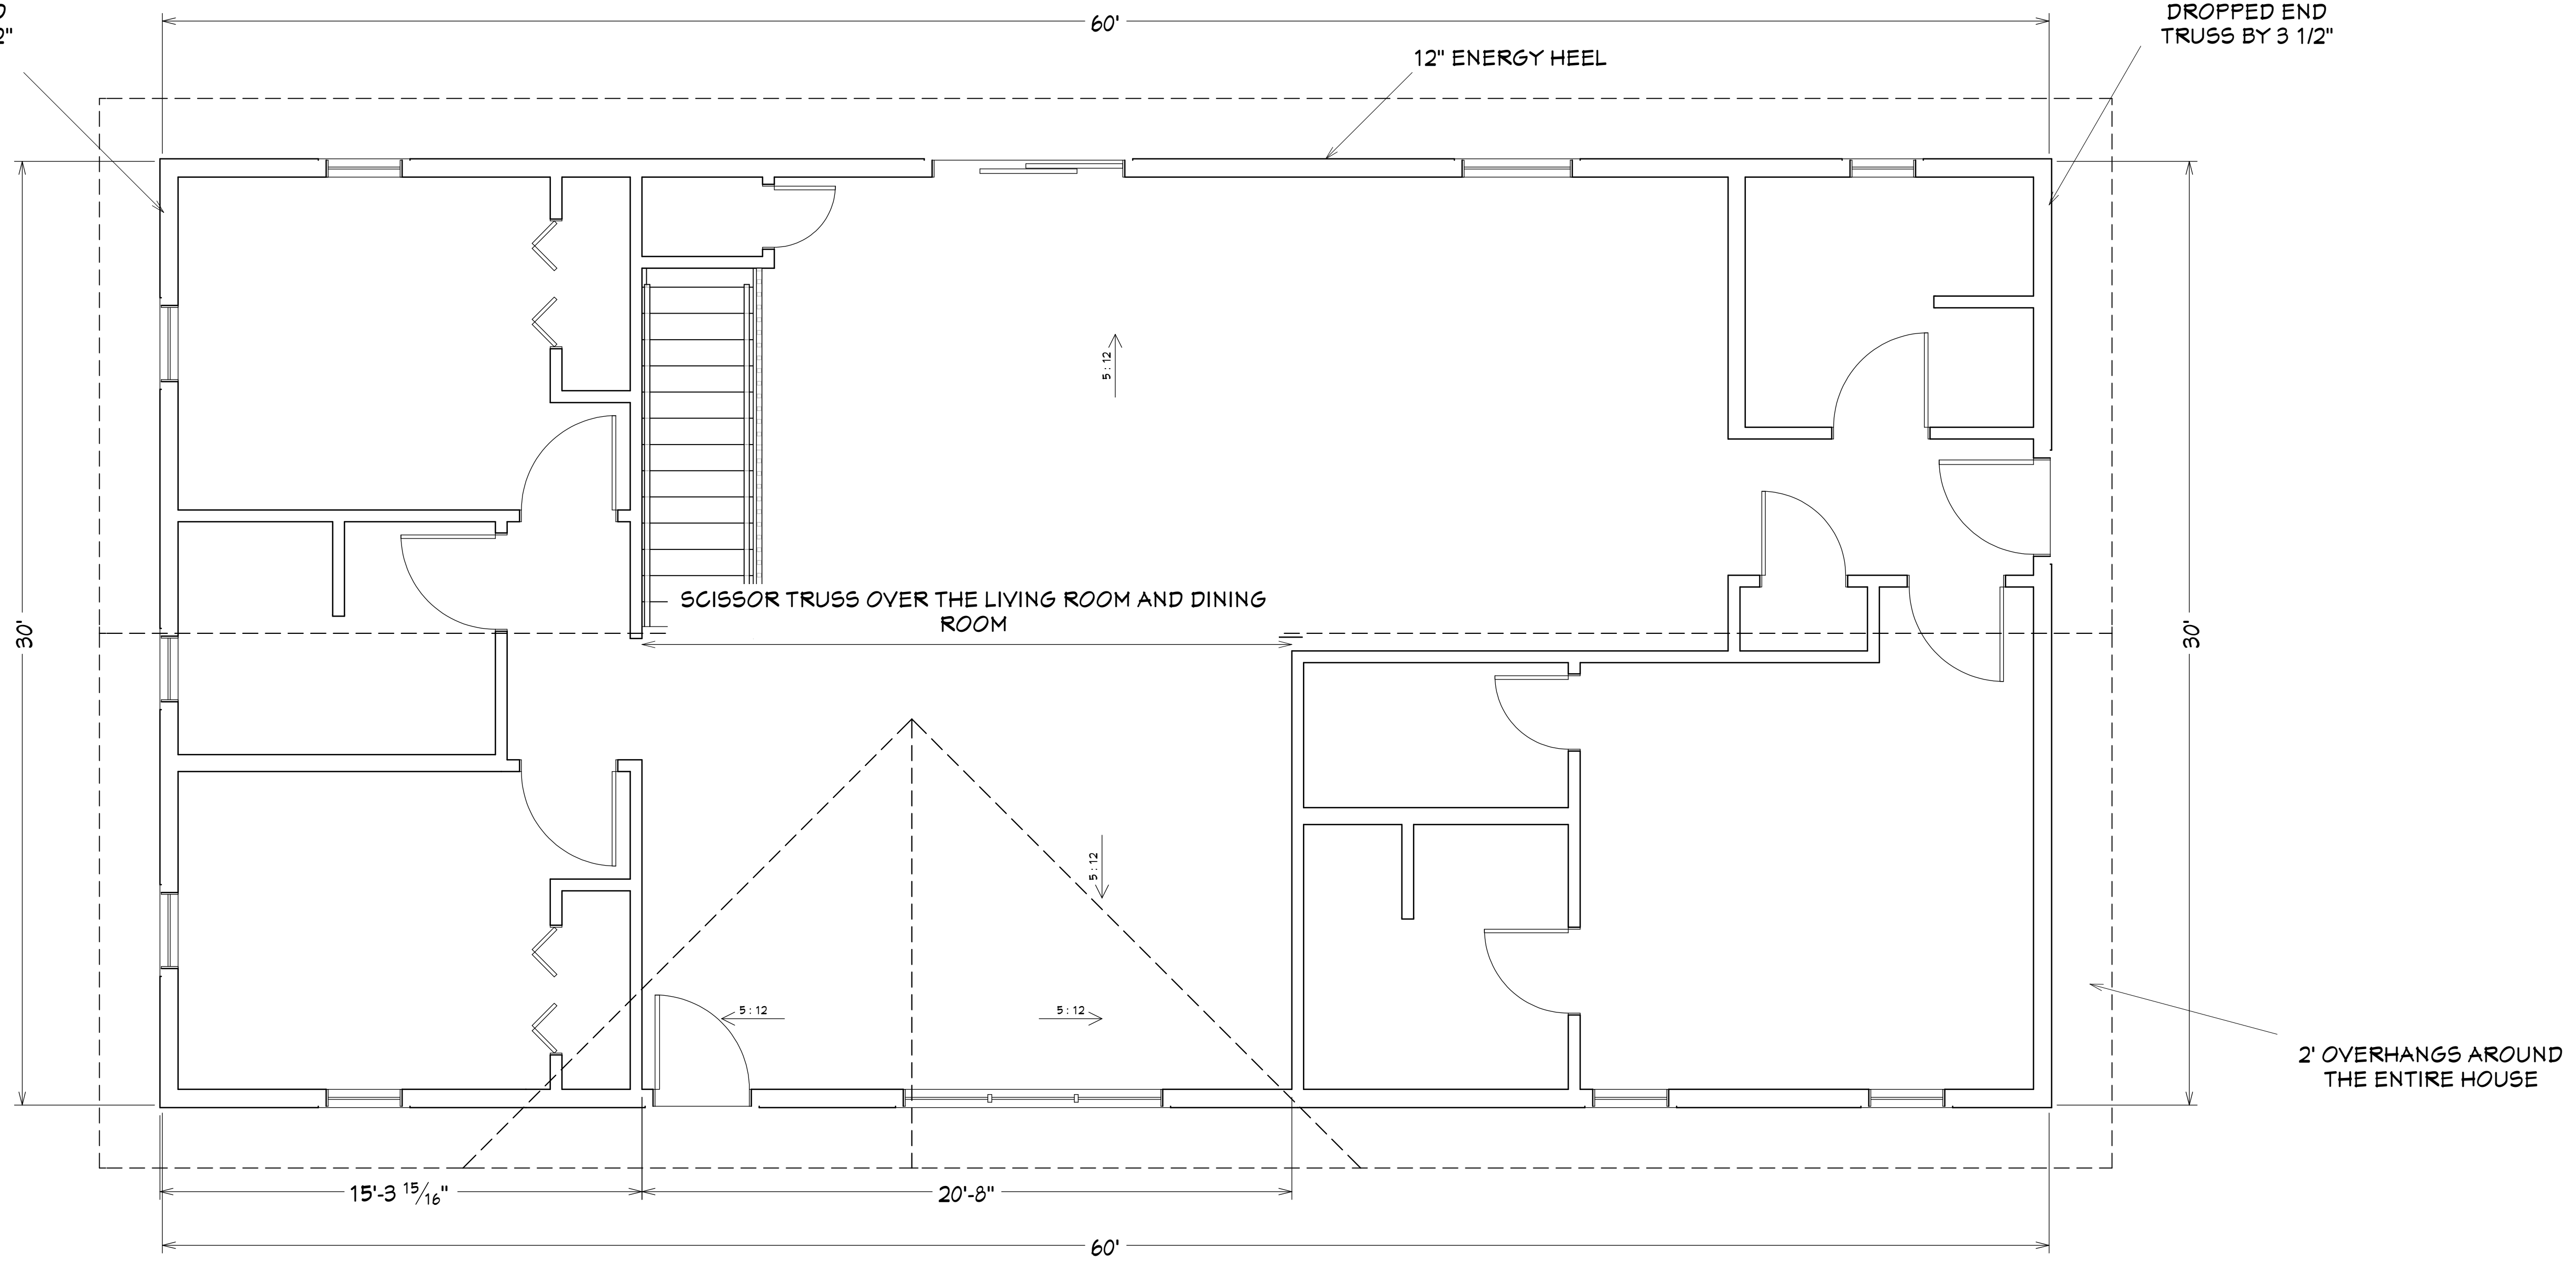 60'
DROPPED END
TRUSS BY 3 1/2"
12" ENERGY HEEL
5 : 12
30'
30'
SCISSOR TRUSS OVER THE LIVING ROOM AND DINING
ROOM
5 : 12
5 : 12
5 : 12
2' OVERHANGS AROUND
THE ENTIRE HOUSE
15'-3 15/16"
20'-8"
60'